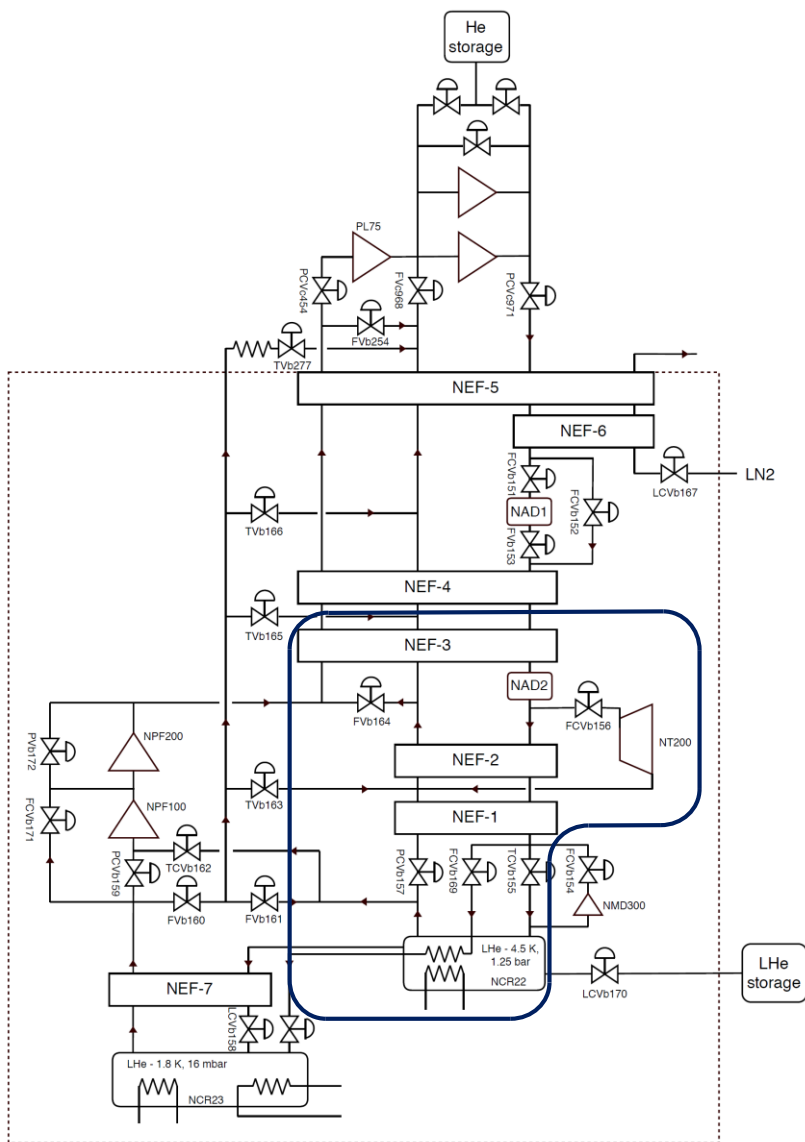 He
storage
PL75
PCVc454
FVc968
PCVc971
FVb254
TVb277
NEF-5
NEF-6
LN2
LCVb167
FCVb151
FCVb152
NAD1
FVb153
TVb166
NEF-4
TVb165
NEF-3
NAD2
FVb164
FCVb156
NT200
PVb172
NPF200
NEF-2
TVb163
FCVb171
NPF100
NEF-1
PCVb159
TCVb162
PCVb157
FCVb169
TCVb155
FCVb154
NMD300
FVb160
FVb161
LHe - 4.5 K,
1.25 bar
NCR22
LCVb170
LHe
storage
NEF-7
LCVb158
LHe - 1.8 K, 16 mbar
NCR23